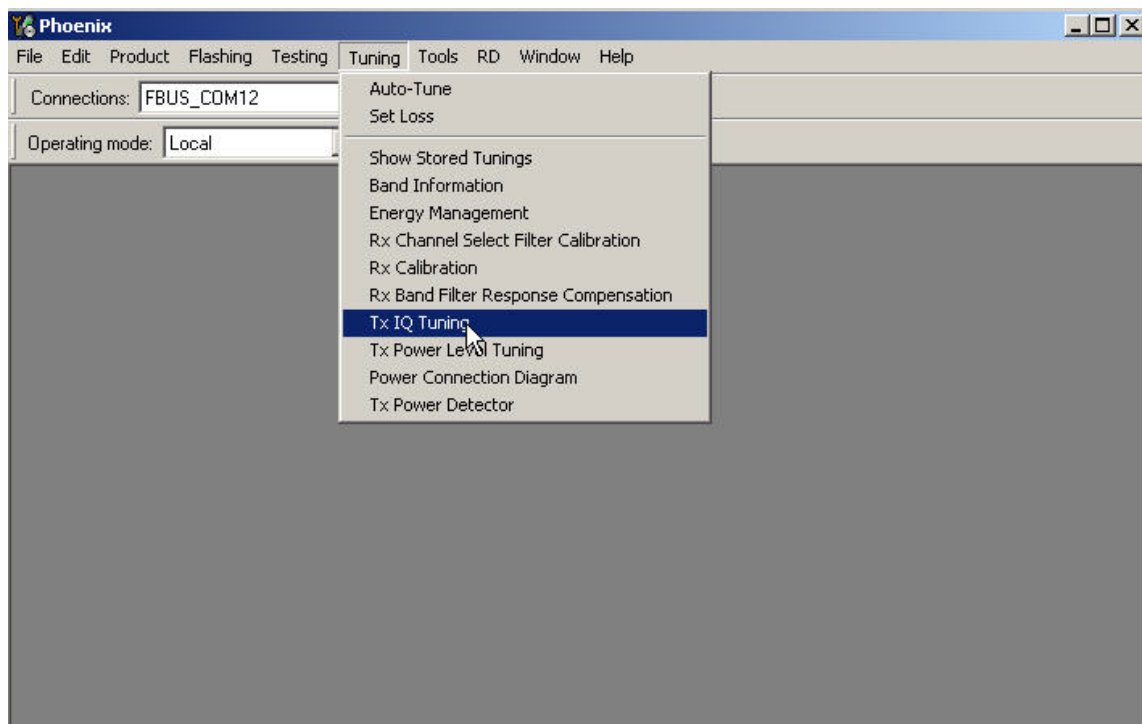 Phoenix
File Edit Product Flashing Testing Tuning Tools RD Window Help
Connections: FBUS_COM12
Operating mode: Local
Auto-Tune
Set Loss
Show Stored Tunings
Band Information
Energy Management
Rx Channel Select Filter Calibration
Rx Calibration
Rx Band Filter Response Compensation
Tx IQ Tuning
Tx Power Level Tuning
Power Connection Diagram
Tx Power Detector